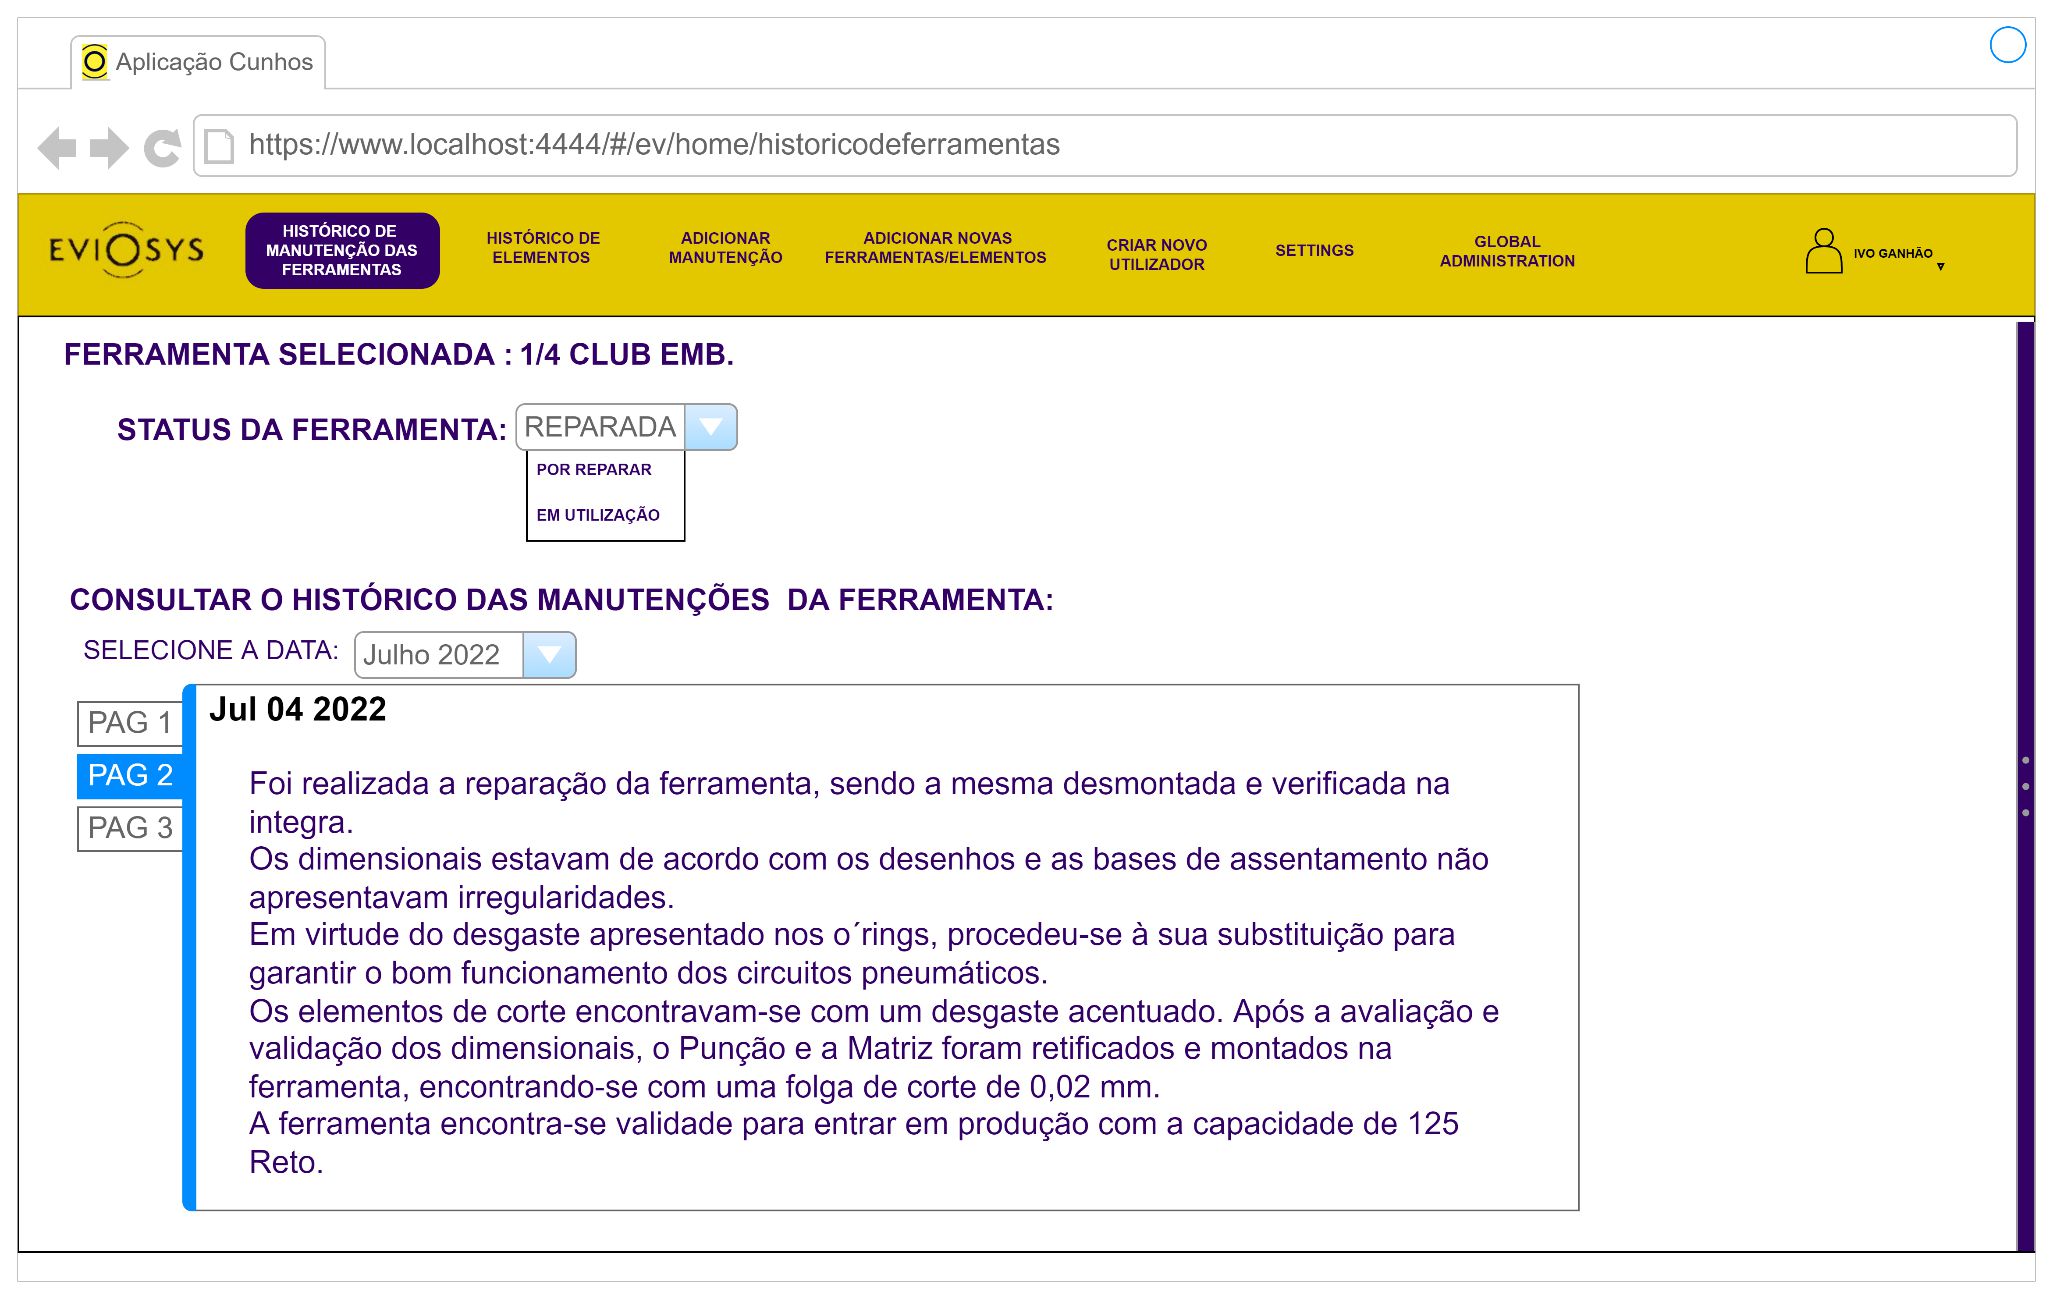 Aplicação Cunhos
https://www.localhost:4444/#/ev/home/historicodeferramentas
EVIOSYS
HISTÓRICO DE
MANUTENÇÃO DAS
FERRAMENTAS
HISTÓRICO DE
ELEMENTOS
ADICIONAR
MANUTENÇÃO
ADICIONAR NOVAS
FERRAMENTAS/ELEMENTOS
CRIAR NOVO
UTILIZADOR
SETTINGS
GLOBAL
ADMINISTRATION
IVO GANHÃO
FERRAMENTA SELECIONADA : 1/4 CLUB EMB.
STATUS DA FERRAMENTA: REPARADA
POR REPARAR
EM UTILIZAÇÃO
CONSULTAR O HISTÓRICO DAS MANUTENÇÕES  DA FERRAMENTA:
SELECIONE A DATA: Julho 2022
PAG 1
PAG 2
PAG 3
Jul 04 2022
Foi realizada a reparação da ferramenta, sendo a mesma desmontada e verificada na
integra.
Os dimensionais estavam de acordo com os desenhos e as bases de assentamento não
apresentavam irregularidades.
Em virtude do desgaste apresentado nos o´rings, procedeu-se à sua substituição para
garantir o bom funcionamento dos circuitos pneumáticos.
Os elementos de corte encontravam-se com um desgaste acentuado. Após a avaliação e
validação dos dimensionais, o Punção e a Matriz foram retificados e montados na
ferramenta, encontrando-se com uma folga de corte de 0,02 mm.
A ferramenta encontra-se validade para entrar em produção com a capacidade de 125
Reto.